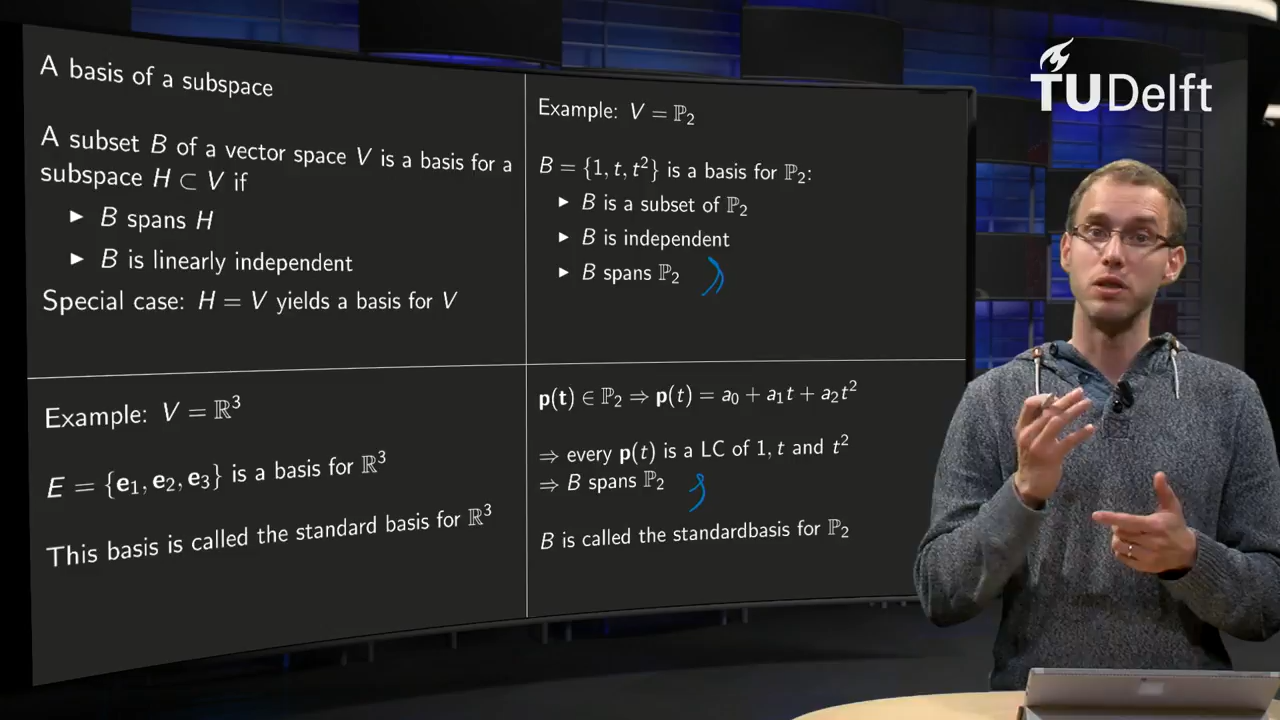 A basis of a subspace
A subset B of a vector space V is a basis for a
subspace H ⊂ V if
▶ B spans H
▶ B is linearly independent
Special case: H = V yields a basis for V
Example: V = ℙ₂
B = {1, t, t²} is a basis for ℙ₂:
▶ B is a subset of ℙ₂
▶ B is independent
▶ B spans ℙ₂
Example: V = ℝ³
E = {e₁, e₂, e₃} is a basis for ℝ³
This basis is called the standard basis for ℝ³
p(t) ∈ ℙ₂ ⇒ p(t) = a₀ + a₁t + a₂t²
⇒ every p(t) is a LC of 1, t and t²
⇒ B spans ℙ₂
B is called the standardbasis for ℙ₂
TUDelft